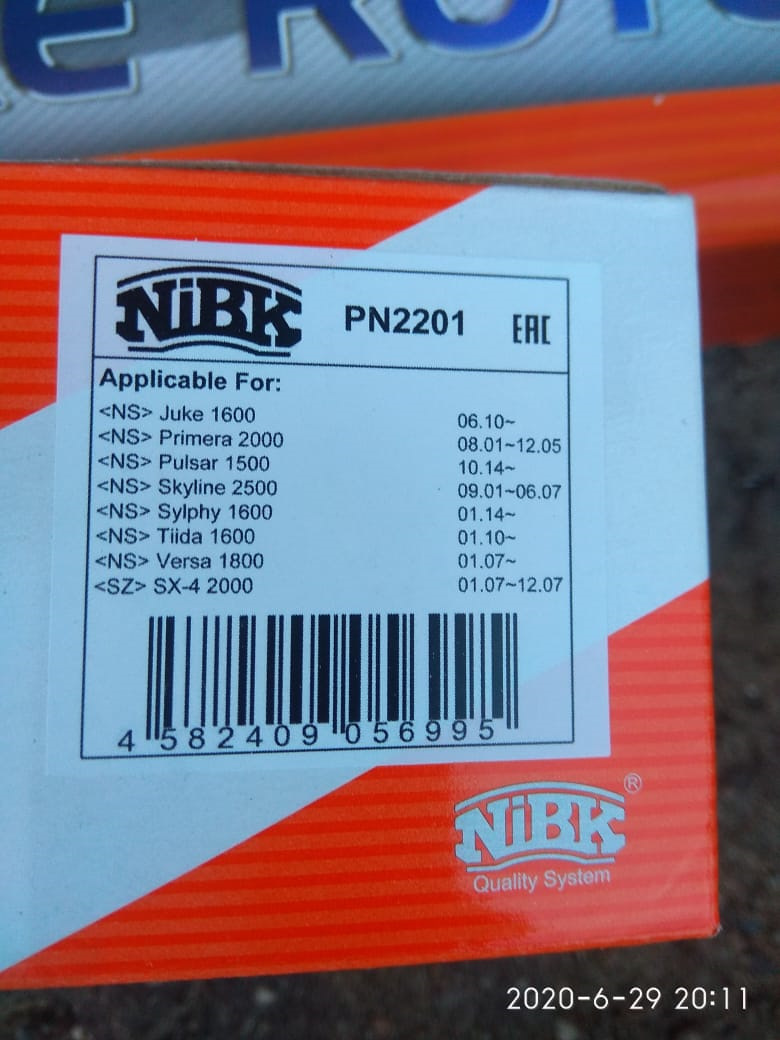 NiBK PN2201 EAC
Applicable For:
<NS> Juke 1600 06.10~
<NS> Primera 2000 08.01~12.05
<NS> Pulsar 1500 10.14~
<NS> Skyline 2500 09.01~06.07
<NS> Sylphy 1600 01.14~
<NS> Tiida 1600 01.10~
<NS> Versa 1800 01.07~
<SZ> SX-4 2000 01.07~12.07
4 582409 056995
NiBK®
Quality System
2020-6-29 20:11